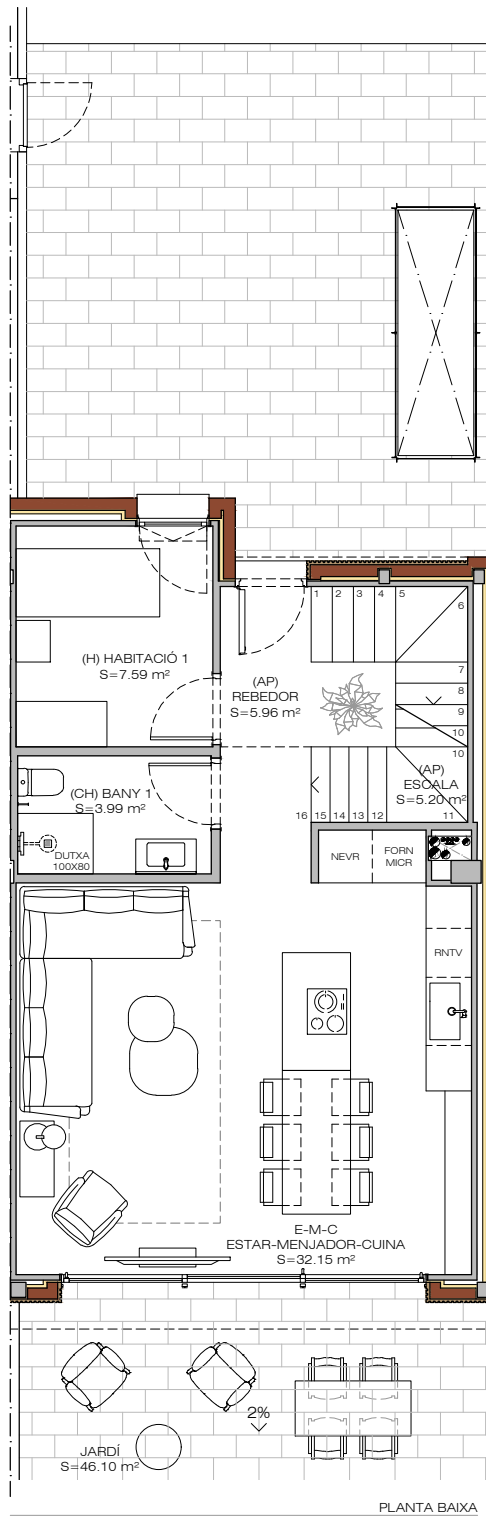 1 2 3 4 5
6
(H) HABITACIÓ 1
S=7.59 m²
7
8
9
10
10
11
(AP)
REBEDOR
S=5.96 m²
(AP)
ESCALA
S=5.20 m²
(CH) BANY 1
S=3.99 m²
16 15 14 13 12
DUTXA
100X80
NEVR
FORN
MICR
RNTV
E-M-C
ESTAR-MENJADOR-CUINA
S=32.15 m²
2%
JARDÍ
S=46.10 m²
PLANTA BAIXA